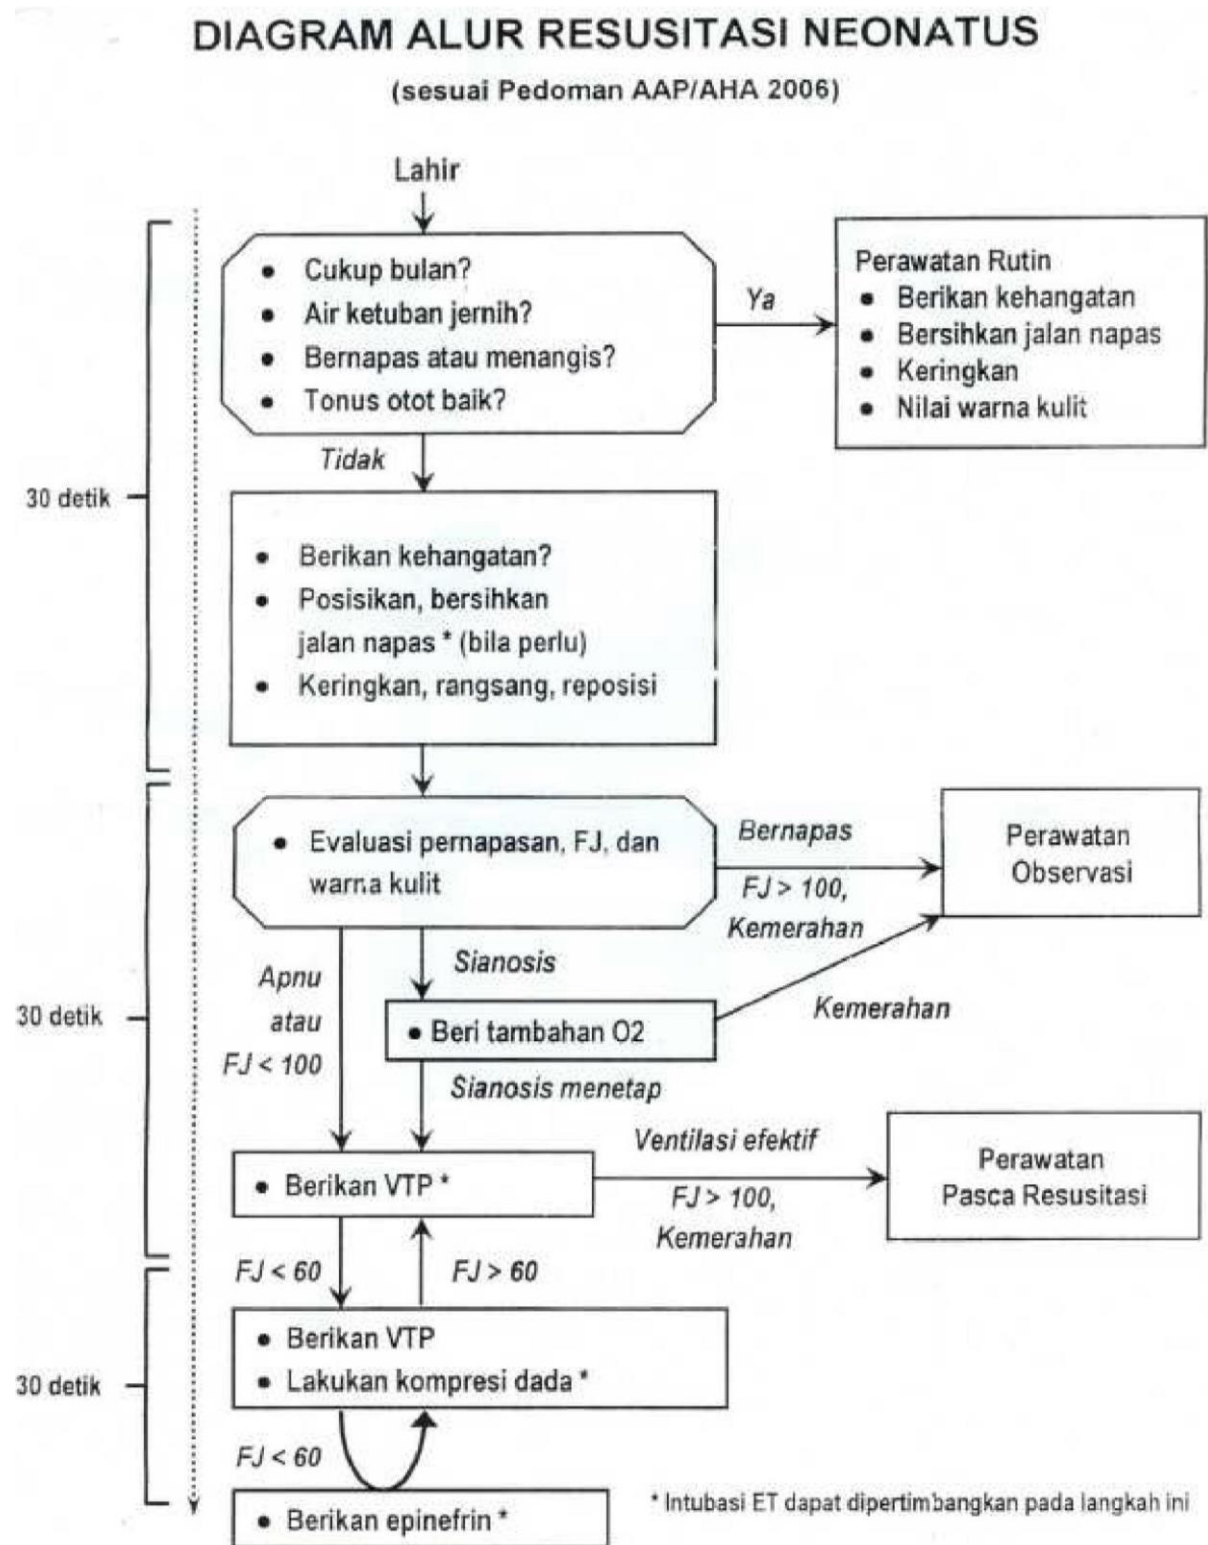 DIAGRAM ALUR RESUSITASI NEONATUS
(sesuai Pedoman AAP/AHA 2006)
Lahir
• Cukup bulan?
• Air ketuban jernih?
• Bernapas atau menangis?
• Tonus otot baik?
Ya
Perawatan Rutin
• Berikan kehangatan
• Bersihkan jalan napas
• Keringkan
• Nilai warna kulit
Tidak
30 detik
• Berikan kehangatan?
• Posisikan, bersihkan
jalan napas * (bila perlu)
• Keringkan, rangsang, reposisi
• Evaluasi pernapasan, FJ, dan
warna kulit
Bernapas
FJ > 100,
Kemerahan
Perawatan
Observasi
Apnu
atau
FJ < 100
Sianosis
30 detik
• Beri tambahan O2
Kemerahan
Sianosis menetap
• Berikan VTP *
Ventilasi efektif
FJ > 100,
Kemerahan
Perawatan
Pasca Resusitasi
FJ < 60
FJ > 60
30 detik
• Berikan VTP
• Lakukan kompresi dada *
FJ < 60
• Berikan epinefrin *
* Intubasi ET dapat dipertimbangkan pada langkah ini